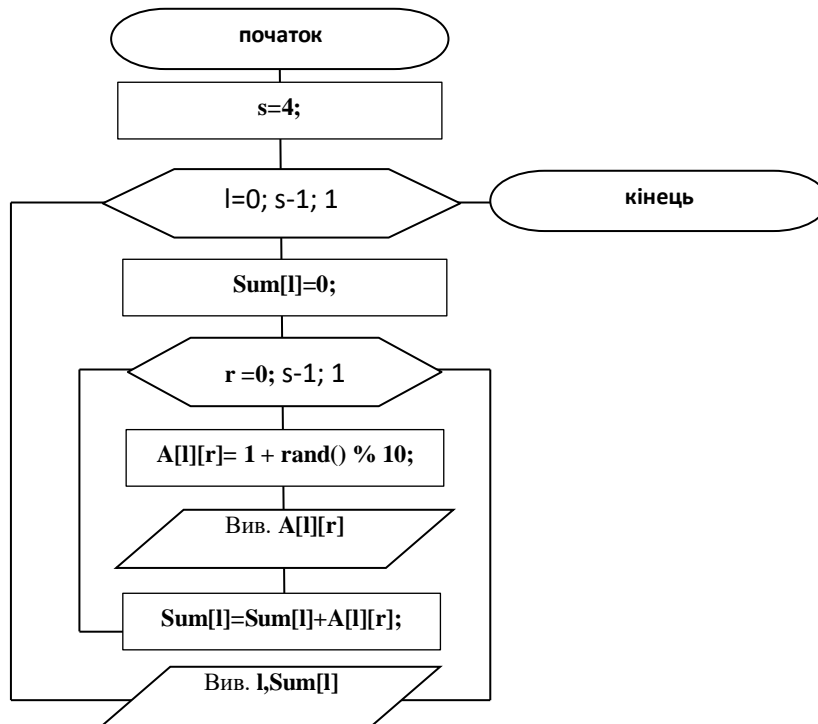 початок
s=4;
l=0; s-1; 1
кінець
Sum[l]=0;
r =0; s-1; 1
A[l][r]= 1 + rand() % 10;
Вив. A[l][r]
Sum[l]=Sum[l]+A[l][r];
Вив. l,Sum[l]